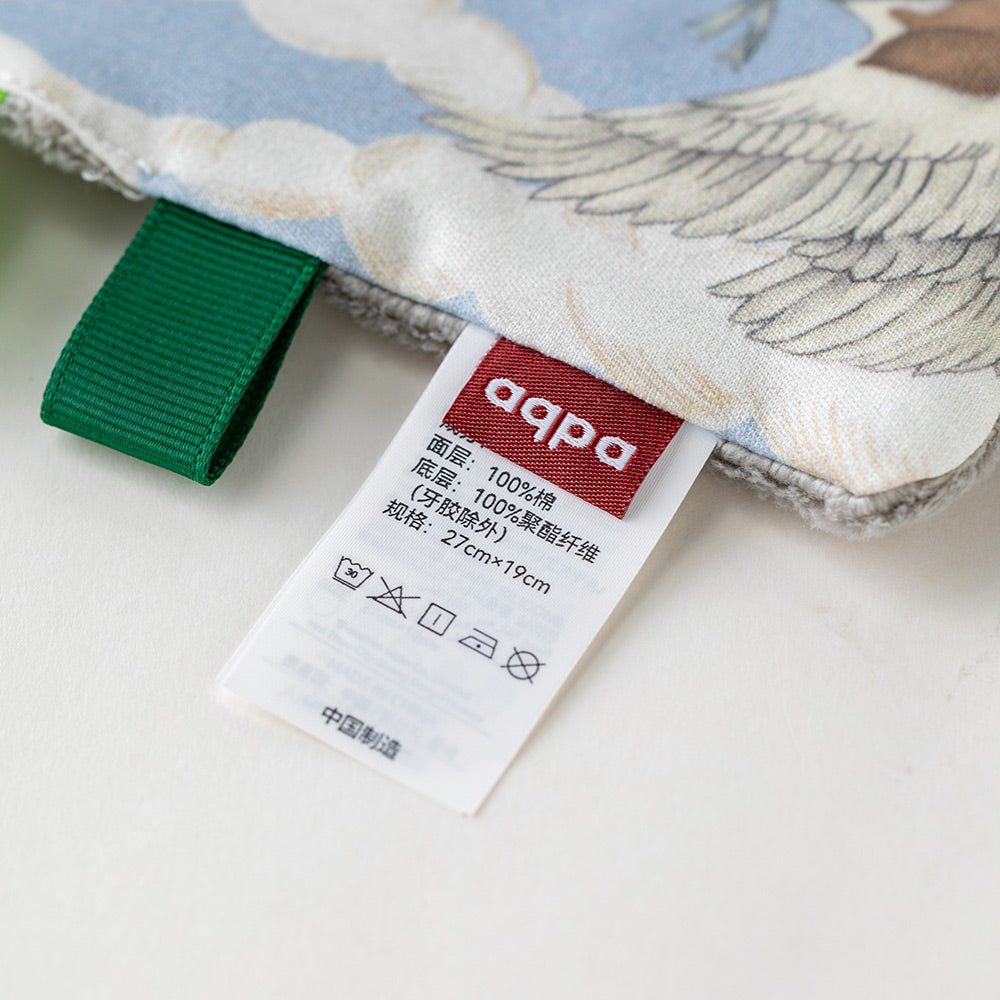 aqpa
面层：100%棉
底层：100%聚酯纤维
（牙胶除外）
规格：27cm×19cm
30
中国制造